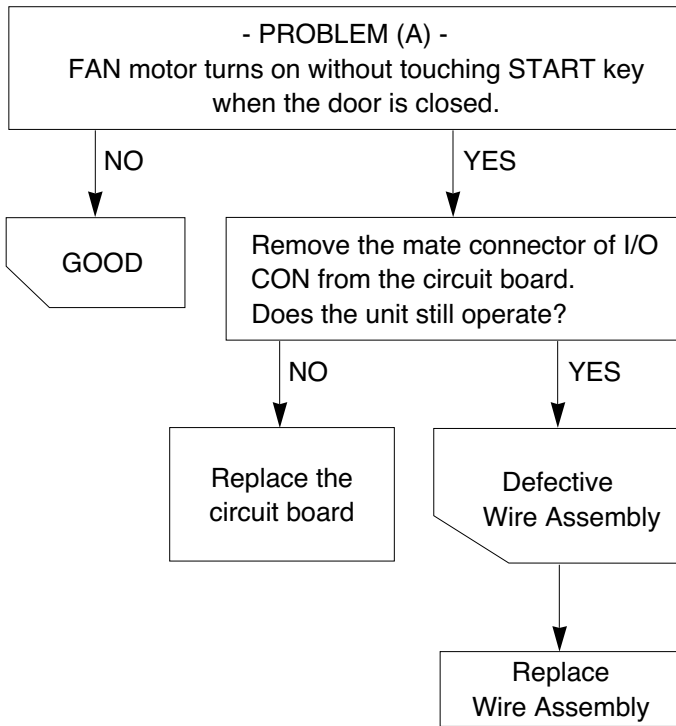 - PROBLEM (A) -
FAN motor turns on without touching START key
when the door is closed.
NO
YES
GOOD
Remove the mate connector of I/O
CON from the circuit board.
Does the unit still operate?
NO
YES
Replace the
circuit board
Defective
Wire Assembly
Replace
Wire Assembly